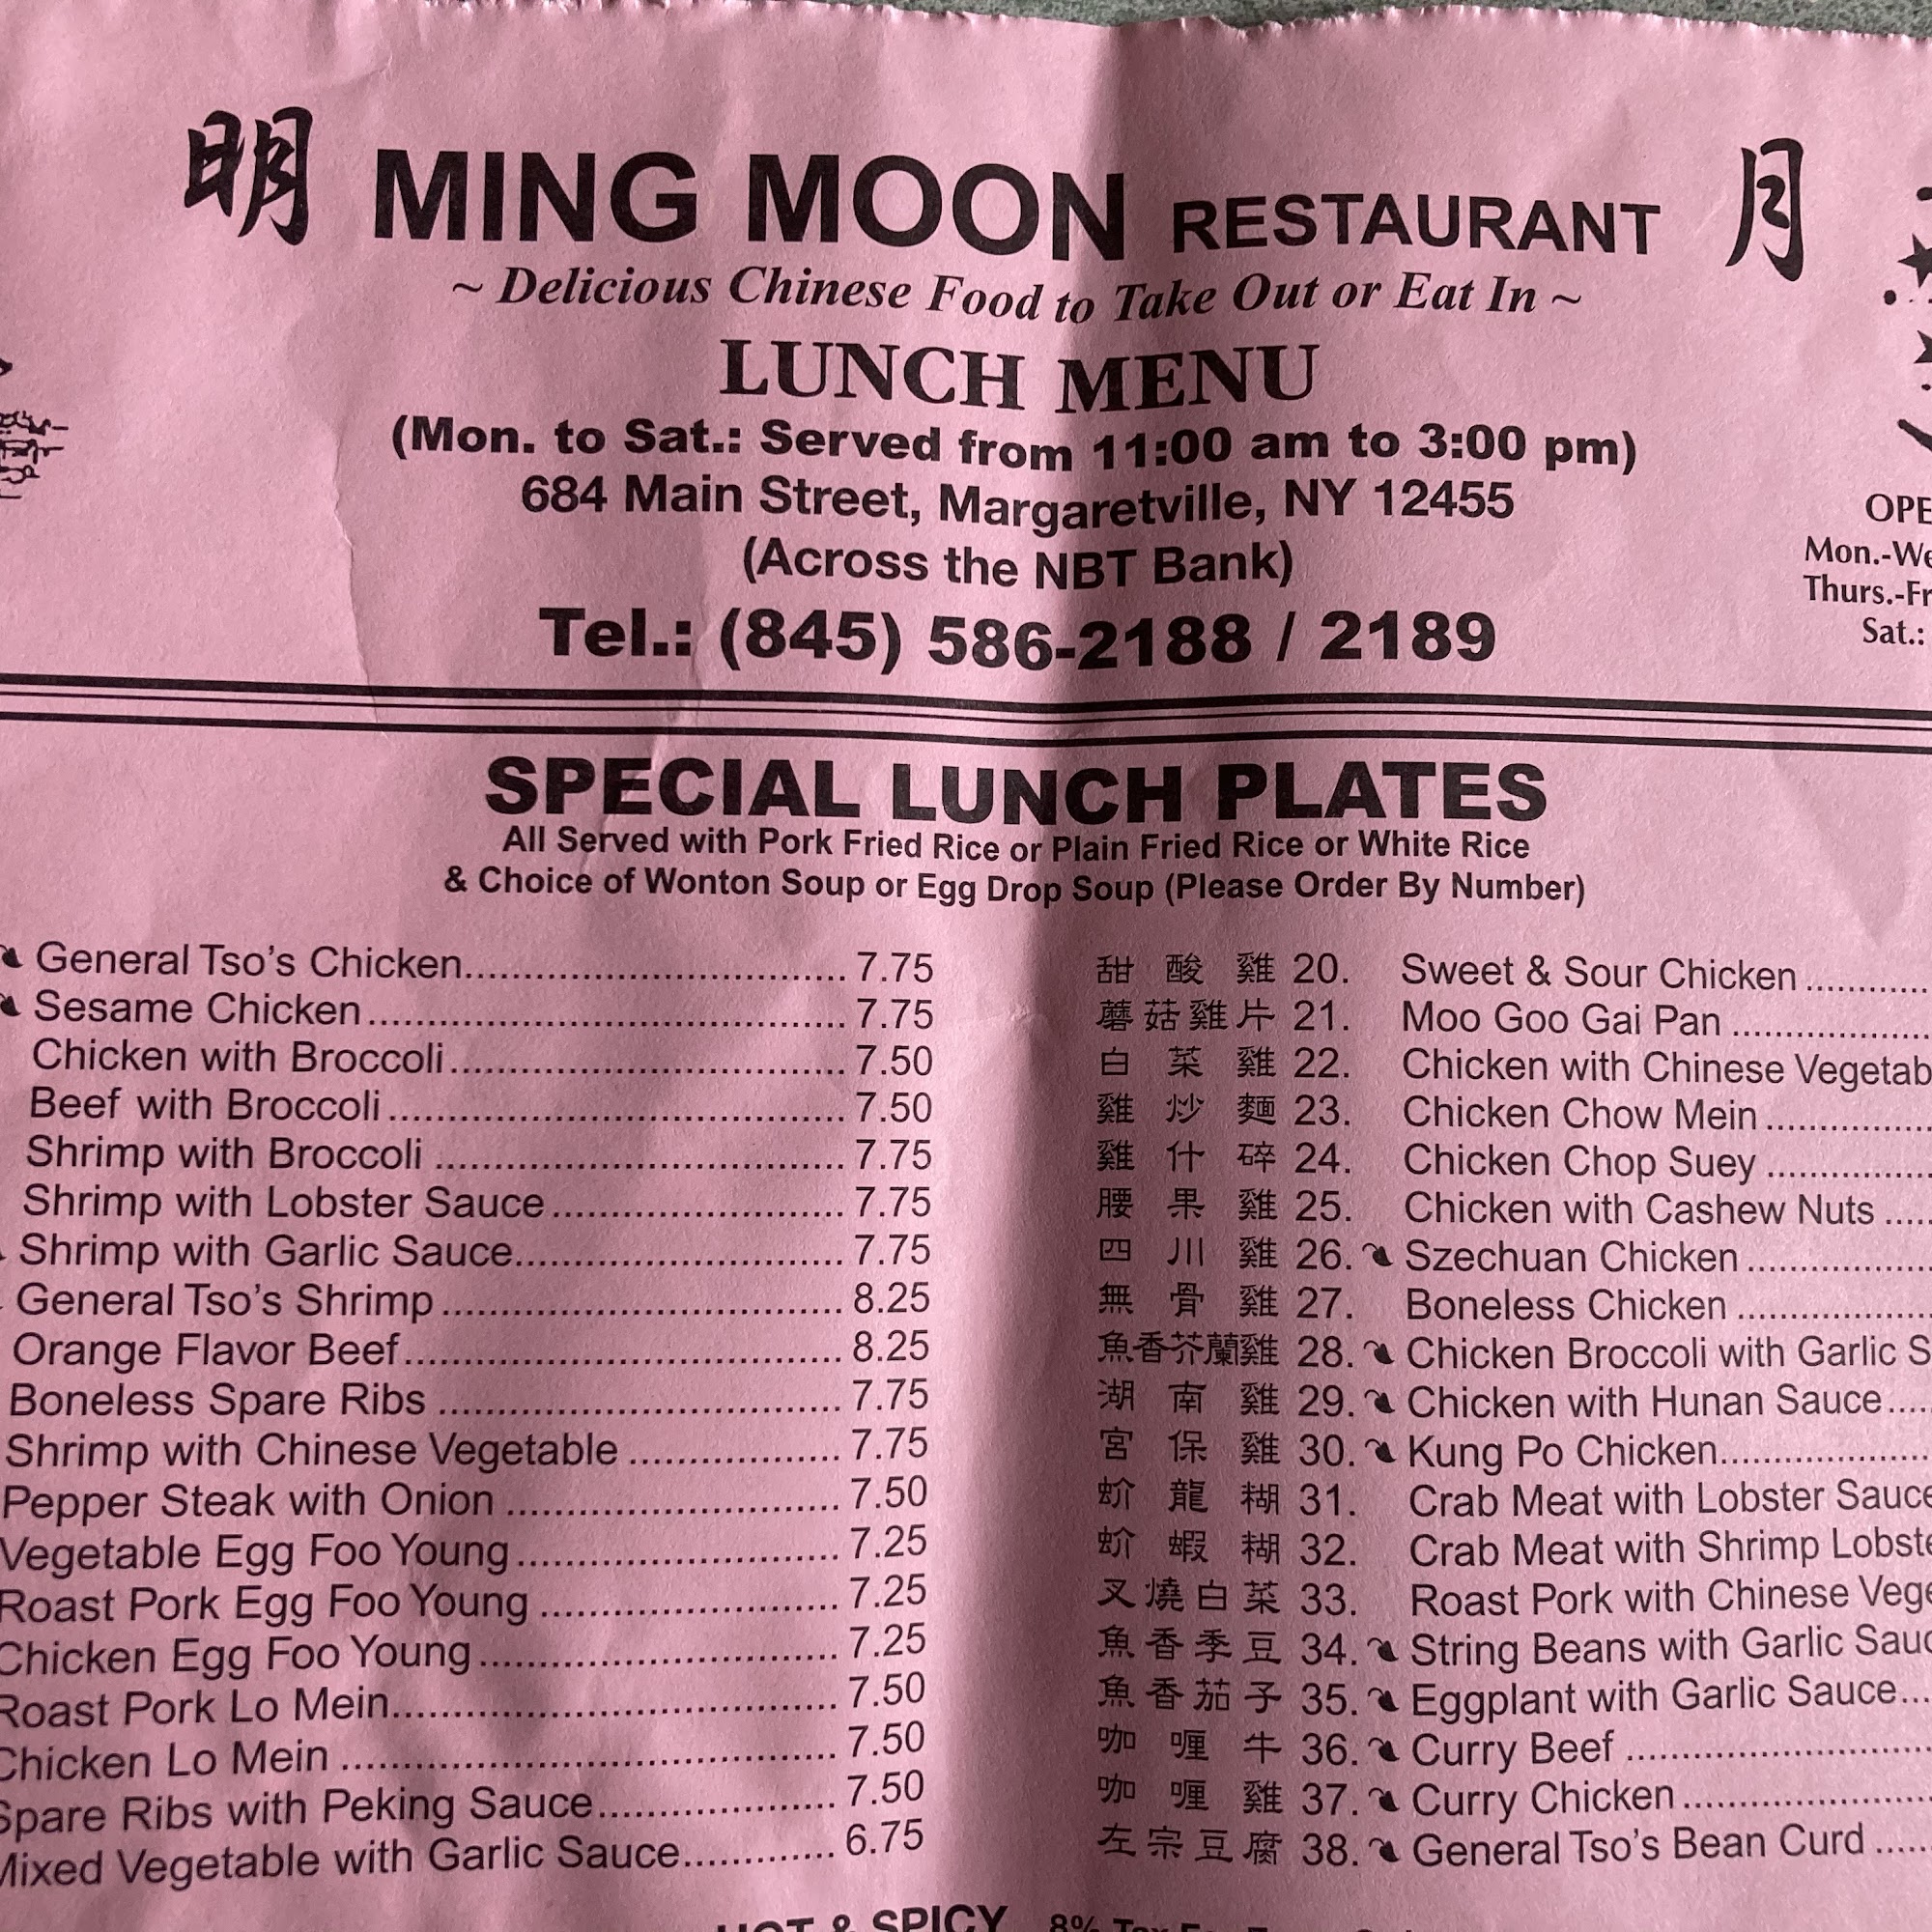 明 MING MOON RESTAURANT 月
~ Delicious Chinese Food to Take Out or Eat In ~
LUNCH MENU
(Mon. to Sat.: Served from 11:00 am to 3:00 pm)
684 Main Street, Margaretville, NY 12455
(Across the NBT Bank)
Tel.: (845) 586-2188 / 2189
OPE
Mon.-We
Thurs.-Fr
Sat.:
SPECIAL LUNCH PLATES
All Served with Pork Fried Rice or Plain Fried Rice or White Rice
& Choice of Wonton Soup or Egg Drop Soup (Please Order By Number)
General Tso's Chicken 7.75
Sesame Chicken 7.75
Chicken with Broccoli 7.50
Beef with Broccoli 7.50
Shrimp with Broccoli 7.75
Shrimp with Lobster Sauce 7.75
Shrimp with Garlic Sauce 7.75
General Tso's Shrimp 8.25
Orange Flavor Beef 8.25
Boneless Spare Ribs 7.75
Shrimp with Chinese Vegetable 7.75
Pepper Steak with Onion 7.50
Vegetable Egg Foo Young 7.25
Roast Pork Egg Foo Young 7.25
Chicken Egg Foo Young 7.25
Roast Pork Lo Mein 7.50
Chicken Lo Mein 7.50
Spare Ribs with Peking Sauce 7.50
Mixed Vegetable with Garlic Sauce 6.75
甜酸雞 20. Sweet & Sour Chicken
蘑菇雞片 21. Moo Goo Gai Pan
白菜雞 22. Chicken with Chinese Vegetab
雞炒麵 23. Chicken Chow Mein
雞什碎 24. Chicken Chop Suey
腰果雞 25. Chicken with Cashew Nuts
四川雞 26. Szechuan Chicken
無骨雞 27. Boneless Chicken
魚香芥蘭雞 28. Chicken Broccoli with Garlic S
湖南雞 29. Chicken with Hunan Sauce
宮保雞 30. Kung Po Chicken
蚧龍糊 31. Crab Meat with Lobster Sauce
蚧蝦糊 32. Crab Meat with Shrimp Lobste
叉燒白菜 33. Roast Pork with Chinese Vege
魚香季豆 34. String Beans with Garlic Sauc
魚香茄子 35. Eggplant with Garlic Sauce
咖喱牛 36. Curry Beef
咖喱雞 37. Curry Chicken
左宗豆腐 38. General Tso's Bean Curd
HOT & SPICY 8% Tax